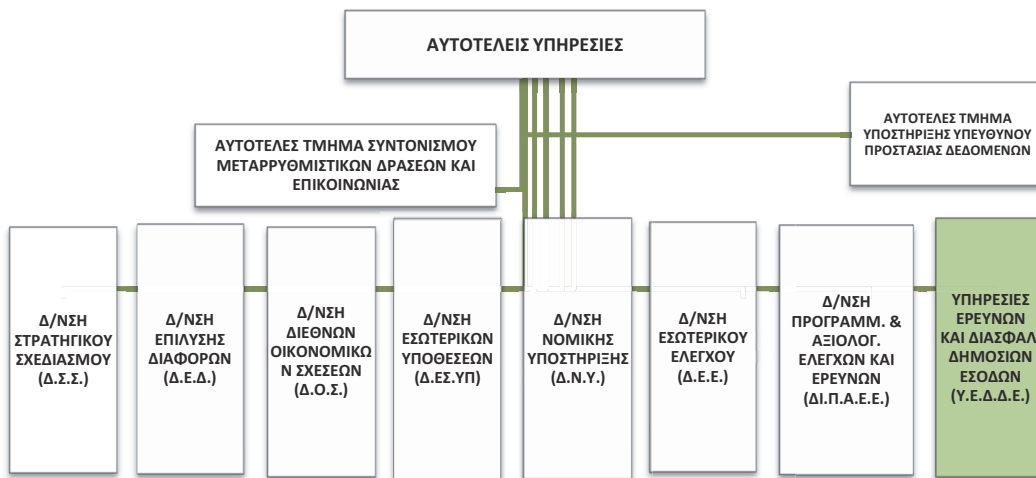 ΑΥΤΟΤΕΛΕΙΣ ΥΠΗΡΕΣΙΕΣ
ΑΥΤΟΤΕΛΕΣ ΤΜΗΜΑ
ΥΠΟΣΤΗΡΙΞΗΣ ΥΠΕΥΘΥΝΟΥ
ΠΡΟΣΤΑΣΙΑΣ ΔΕΔΟΜΕΝΩΝ
ΑΥΤΟΤΕΛΕΣ ΤΜΗΜΑ ΣΥΝΤΟΝΙΣΜΟΥ
ΜΕΤΑΡΡΥΘΜΙΣΤΙΚΩΝ ΔΡΑΣΕΩΝ ΚΑΙ
ΕΠΙΚΟΙΝΩΝΙΑΣ
Δ/ΝΣΗ
ΣΤΡΑΤΗΓΙΚΟΥ
ΣΧΕΔΙΑΣΜΟΥ
(Δ.Σ.Σ.)
Δ/ΝΣΗ
ΕΠΙΛΥΣΗΣ
ΔΙΑΦΟΡΩΝ
(Δ.Ε.Δ.)
Δ/ΝΣΗ
ΔΙΕΘΝΩΝ
ΟΙΚΟΝΟΜΙΚΩ
Ν ΣΧΕΣΕΩΝ
(Δ.Ο.Σ.)
Δ/ΝΣΗ
ΕΣΩΤΕΡΙΚΩΝ
ΥΠΟΘΕΣΕΩΝ
(Δ.ΕΣ.ΥΠ)
Δ/ΝΣΗ
ΝΟΜΙΚΗΣ
ΥΠΟΣΤΗΡΙΞΗΣ
(Δ.Ν.Υ.)
Δ/ΝΣΗ
ΕΣΩΤΕΡΙΚΟΥ
ΕΛΕΓΧΟΥ
(Δ.Ε.Ε.)
Δ/ΝΣΗ
ΠΡΟΓΡΑΜΜ. &
ΑΞΙΟΛΟΓ.
ΕΛΕΓΧΩΝ ΚΑΙ
ΕΡΕΥΝΩΝ
(ΔΙ.Π.Α.Ε.Ε.)
ΥΠΗΡΕΣΙΕΣ
ΕΡΕΥΝΩΝ
ΚΑΙ ΔΙΑΣΦΑΛ
ΔΗΜΟΣΙΩΝ
ΕΣΟΔΩΝ
(Υ.Ε.Δ.Δ.Ε.)